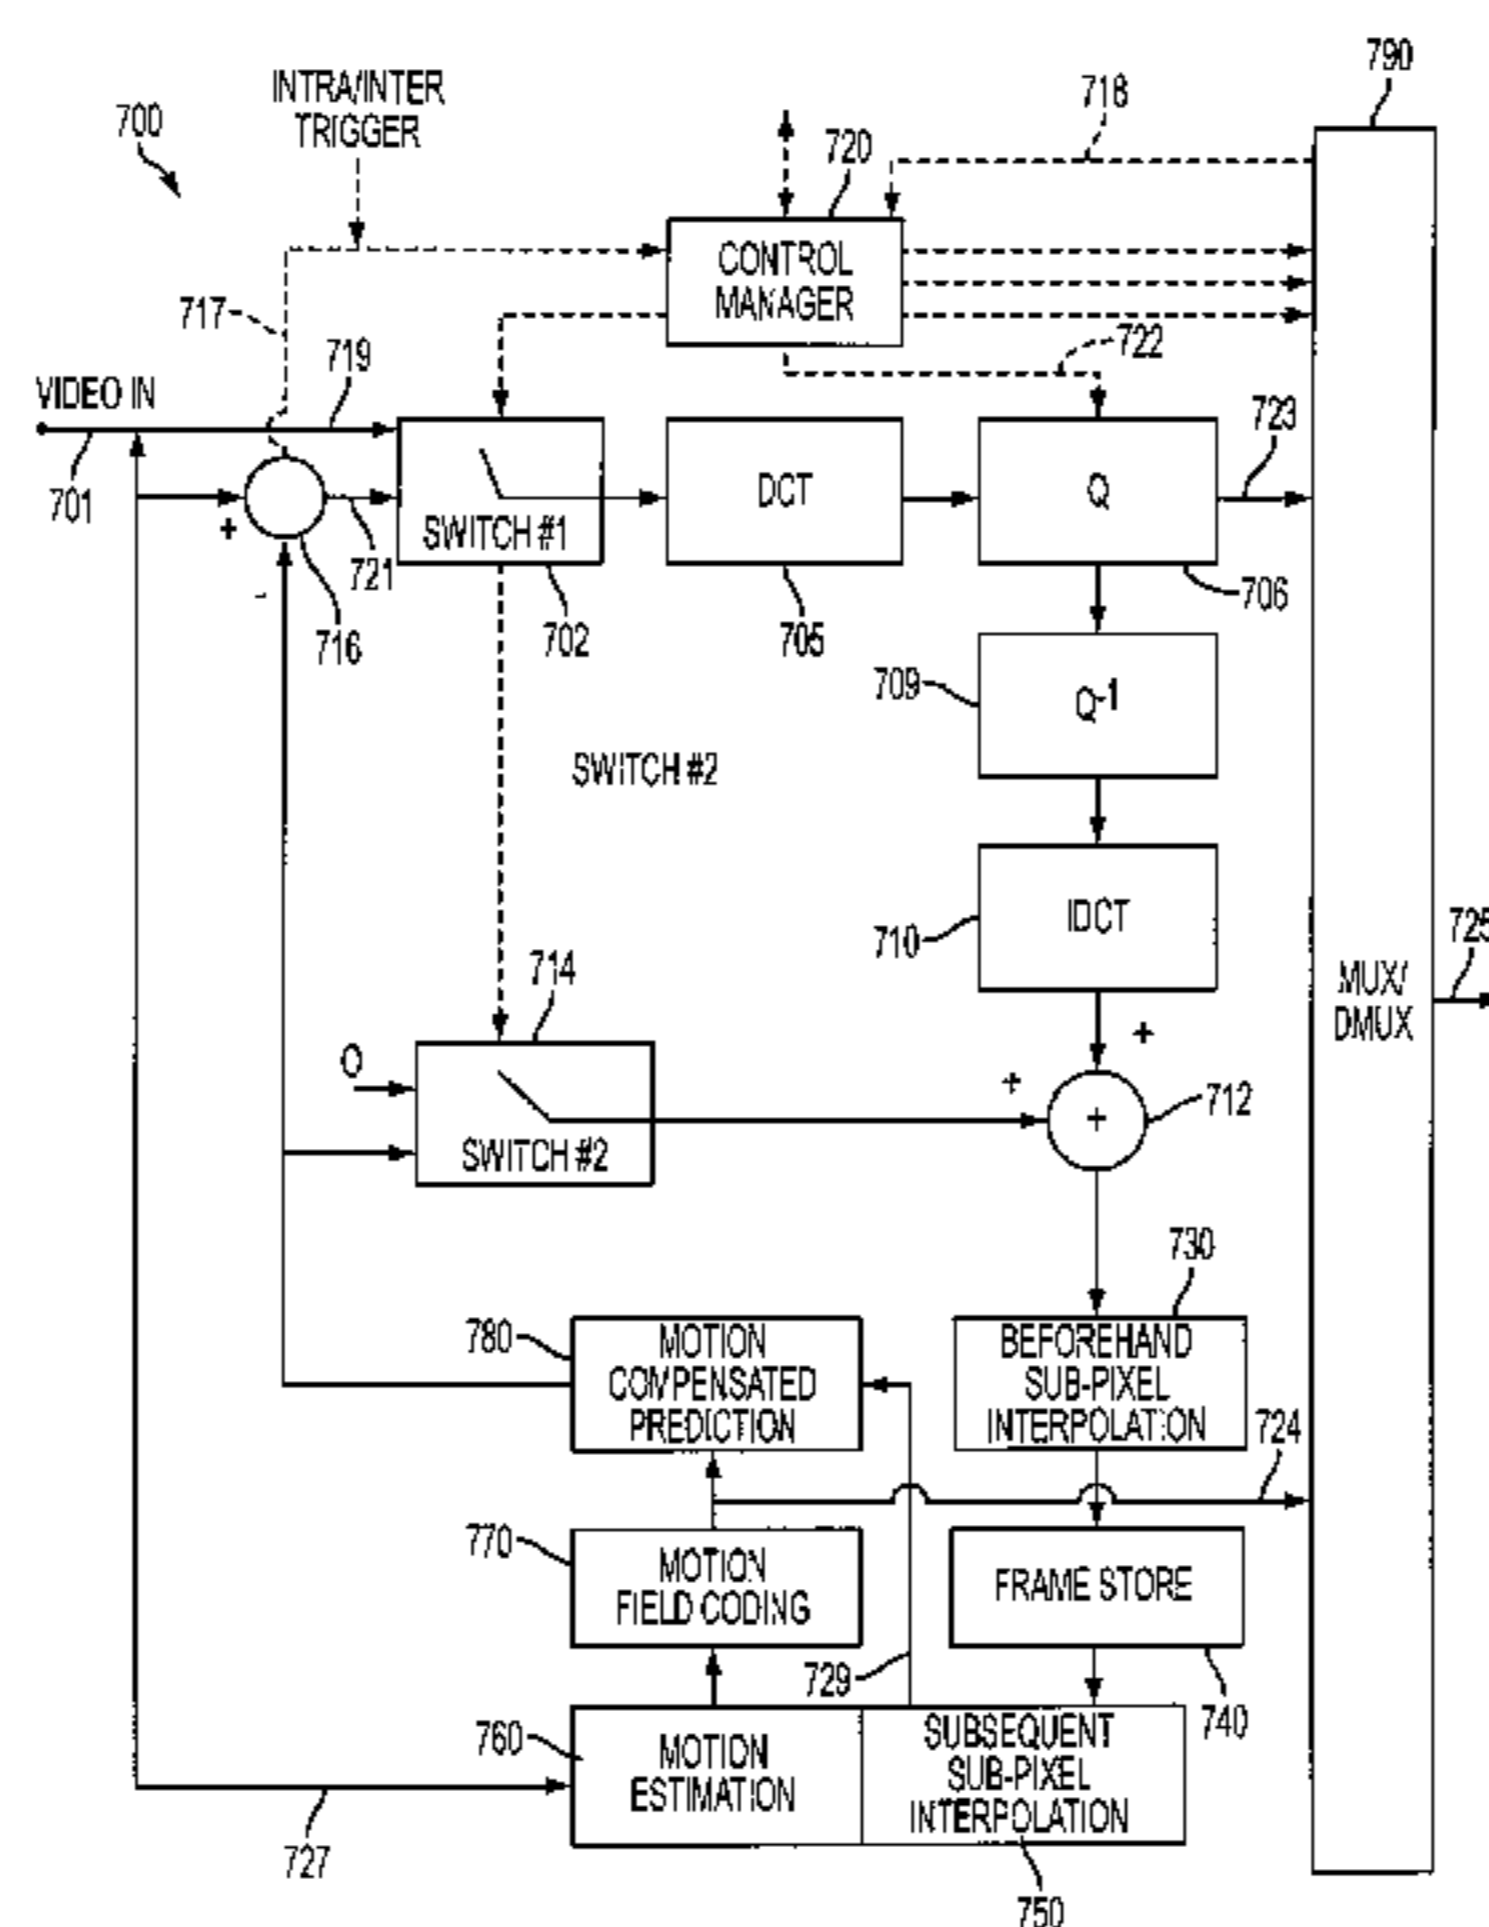 790
INTRA/INTER
TRIGGER
700
718
720
CONTROL
MANAGER
717
719
722
VIDEO IN
723
701
DCT
Q
+
SWITCH #1
721
-
716
702
705
706
709
Q-1
SWITCH #2
710
IDCT
725
714
MUX/
DMUX
+
O
+
+
712
SWITCH #2
730
780
MOTION
COMPENSATED
PREDICTION
BEFOREHAND
SUB-PIXEL
INTERPOLATION
724
770
MOTION
FIELD CODING
FRAME STORE
729
740
760
MOTION
ESTIMATION
SUBSEQUENT
SUB-PIXEL
INTERPOLATION
727
750